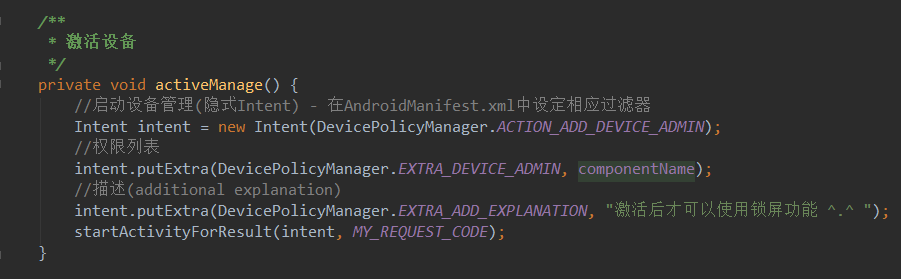 /**
 * 激活设备
 */
private void activeManage() {
    //启动设备管理(隐式Intent) - 在AndroidManifest.xml中设定相应过滤器
    Intent intent = new Intent(DevicePolicyManager.ACTION_ADD_DEVICE_ADMIN);
    //权限列表
    intent.putExtra(DevicePolicyManager.EXTRA_DEVICE_ADMIN, componentName);
    //描述(additional explanation)
    intent.putExtra(DevicePolicyManager.EXTRA_ADD_EXPLANATION, "激活后才可以使用锁屏功能 ^.^ ");
    startActivityForResult(intent, MY_REQUEST_CODE);
}